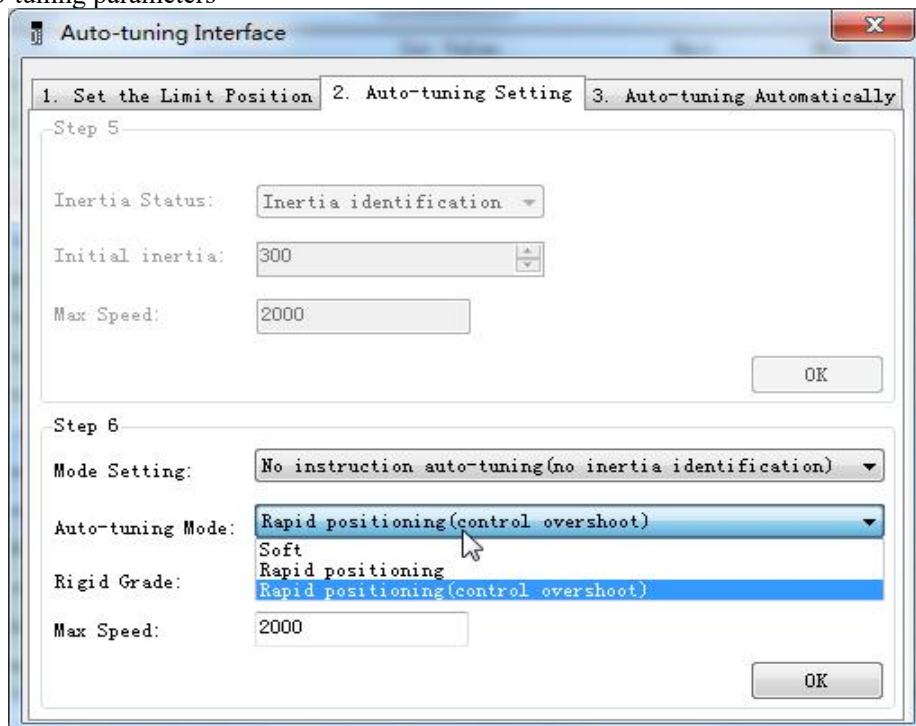 tuning parameters
Auto-tuning Interface
1. Set the Limit Position 2. Auto-tuning Setting 3. Auto-tuning Automatically
Step 5
Inertia Status: Inertia identification
Initial inertia: 300
Max Speed: 2000
OK
Step 6
Mode Setting: No instruction auto-tuning(no inertia identification)
Auto-tuning Mode: Rapid positioning(control overshoot)
Soft
Rapid positioning
Rigid Grade: Rapid positioning(control overshoot)
Max Speed: 2000
OK